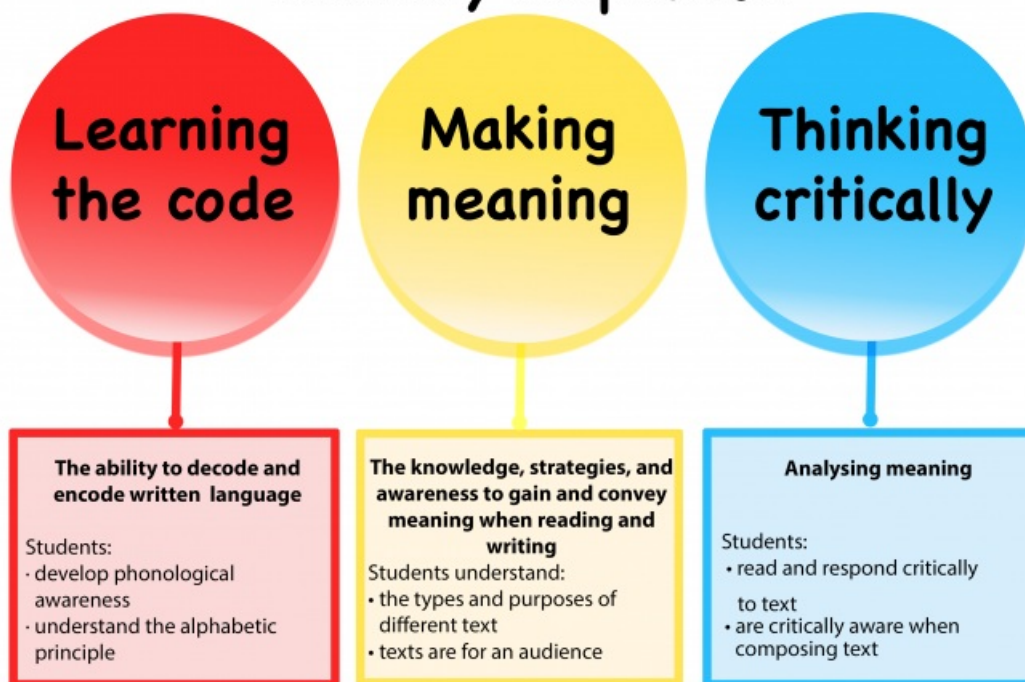 Learning
the code
Making
meaning
Thinking
critically
The ability to decode and
encode written language
Students:
· develop phonological
awareness
· understand the alphabetic
principle
The knowledge, strategies, and
awareness to gain and convey
meaning when reading and
writing
Students understand:
• the types and purposes of
different text
• texts are for an audience
Analysing meaning
Students:
• read and respond critically
to text
• are critically aware when
composing text